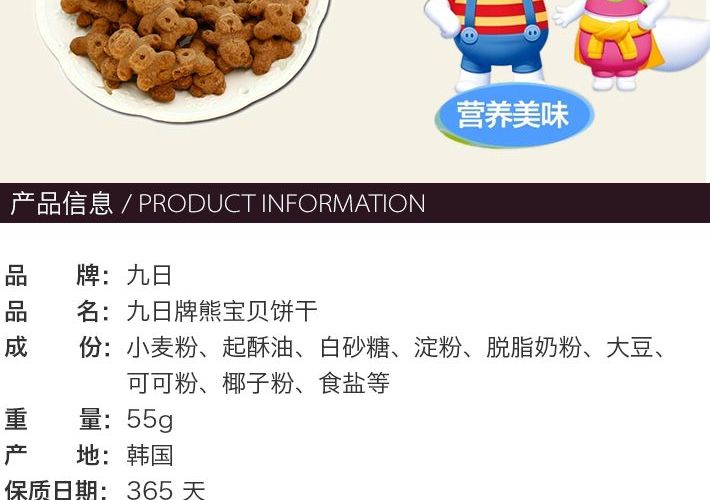 营养美味
产品信息 / PRODUCT INFORMATION
品 牌：九日
品 名：九日牌熊宝贝饼干
成 份：小麦粉、起酥油、白砂糖、淀粉、脱脂奶粉、大豆、
可可粉、椰子粉、食盐等
重 量：55g
产 地：韩国
保质日期：365 天